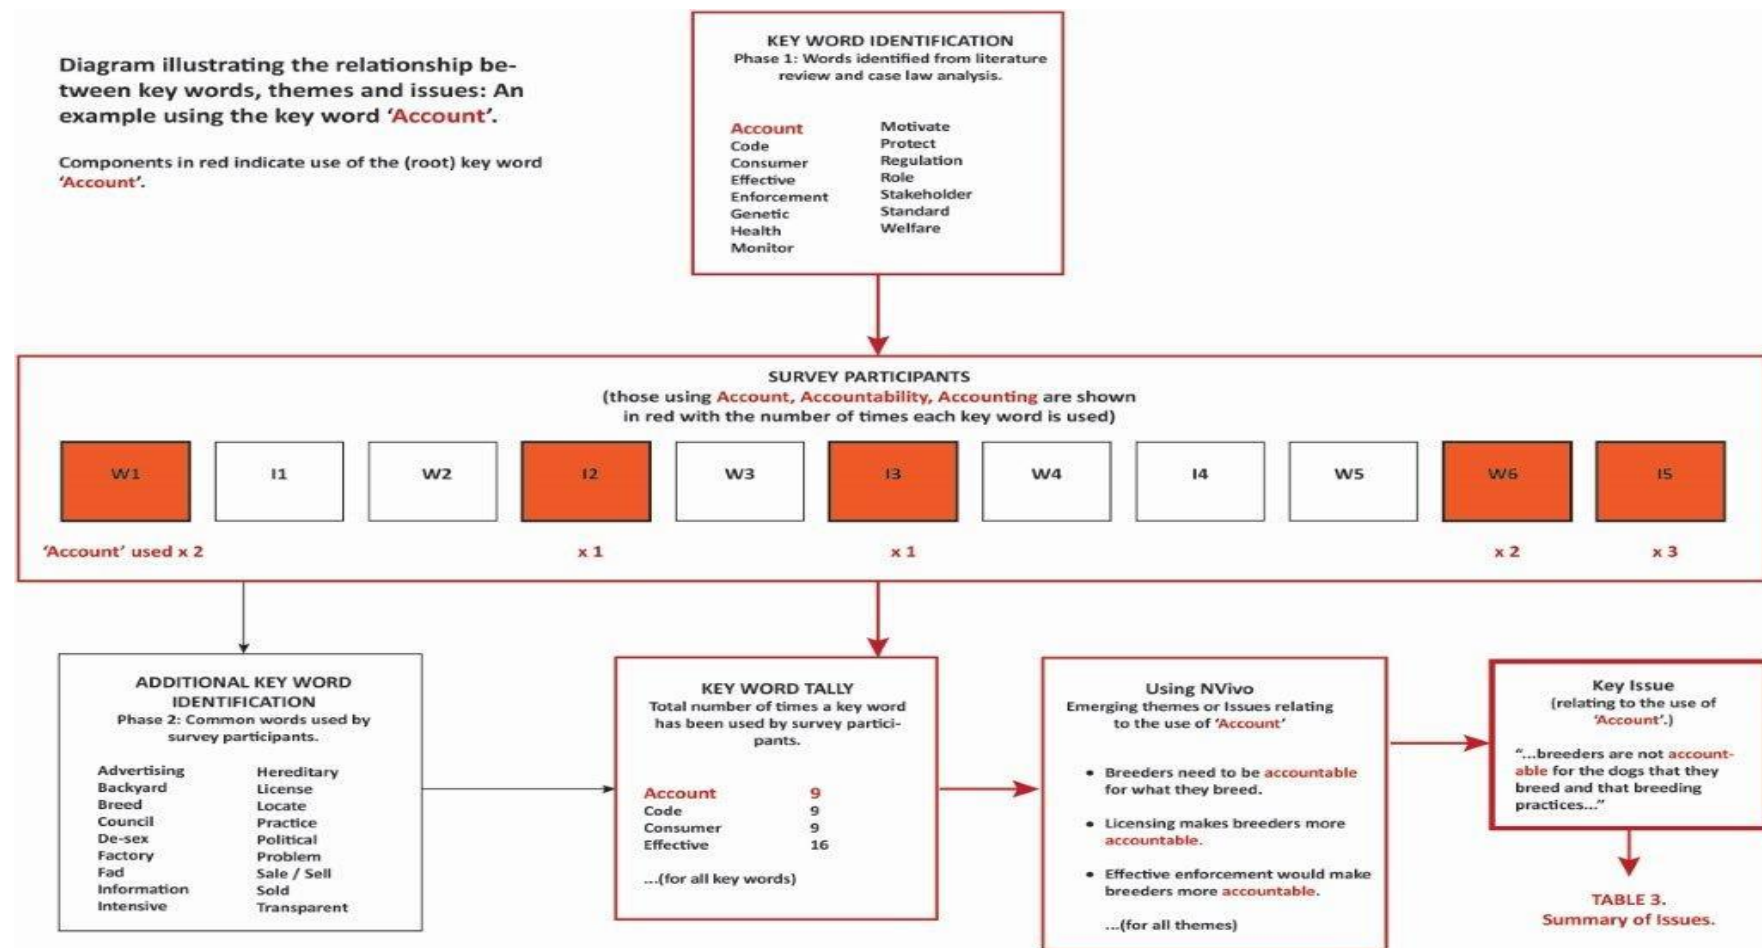 Diagram illustrating the relationship be-
tween key words, themes and issues: An
example using the key word ‘Account’.
Components in red indicate use of the (root) key word
‘Account’.
KEY WORD IDENTIFICATION
Phase 1: Words identified from literature
review and case law analysis.
Account
Code
Consumer
Effective
Enforcement
Genetic
Health
Monitor
Motivate
Protect
Regulation
Role
Stakeholder
Standard
Welfare
SURVEY PARTICIPANTS
(those using Account, Accountability, Accounting are shown
in red with the number of times each key word is used)
W1 I1 W2 I2 W3 I3 W4 I4 W5 W6 I5
‘Account’ used x 2 x 1 x 1 x 2 x 3
ADDITIONAL KEY WORD
IDENTIFICATION
Phase 2: Common words used by
survey participants.
Advertising
Backyard
Breed
Council
De-sex
Factory
Fad
Information
Intensive
Hereditary
License
Locate
Practice
Political
Problem
Sale / Sell
Sold
Transparent
KEY WORD TALLY
Total number of times a key word
has been used by survey partici-
pants.
Account 9
Code 9
Consumer 9
Effective 16
...(for all key words)
Using NVivo
Emerging themes or Issues relating
to the use of ‘Account’
• Breeders need to be accountable
for what they breed.
• Licensing makes breeders more
accountable.
• Effective enforcement would make
breeders more accountable.
...(for all themes)
Key Issue
(relating to the use of
‘Account’.)
“...breeders are not account-
able for the dogs that they
breed and that breeding
practices...”
TABLE 3.
Summary of Issues.